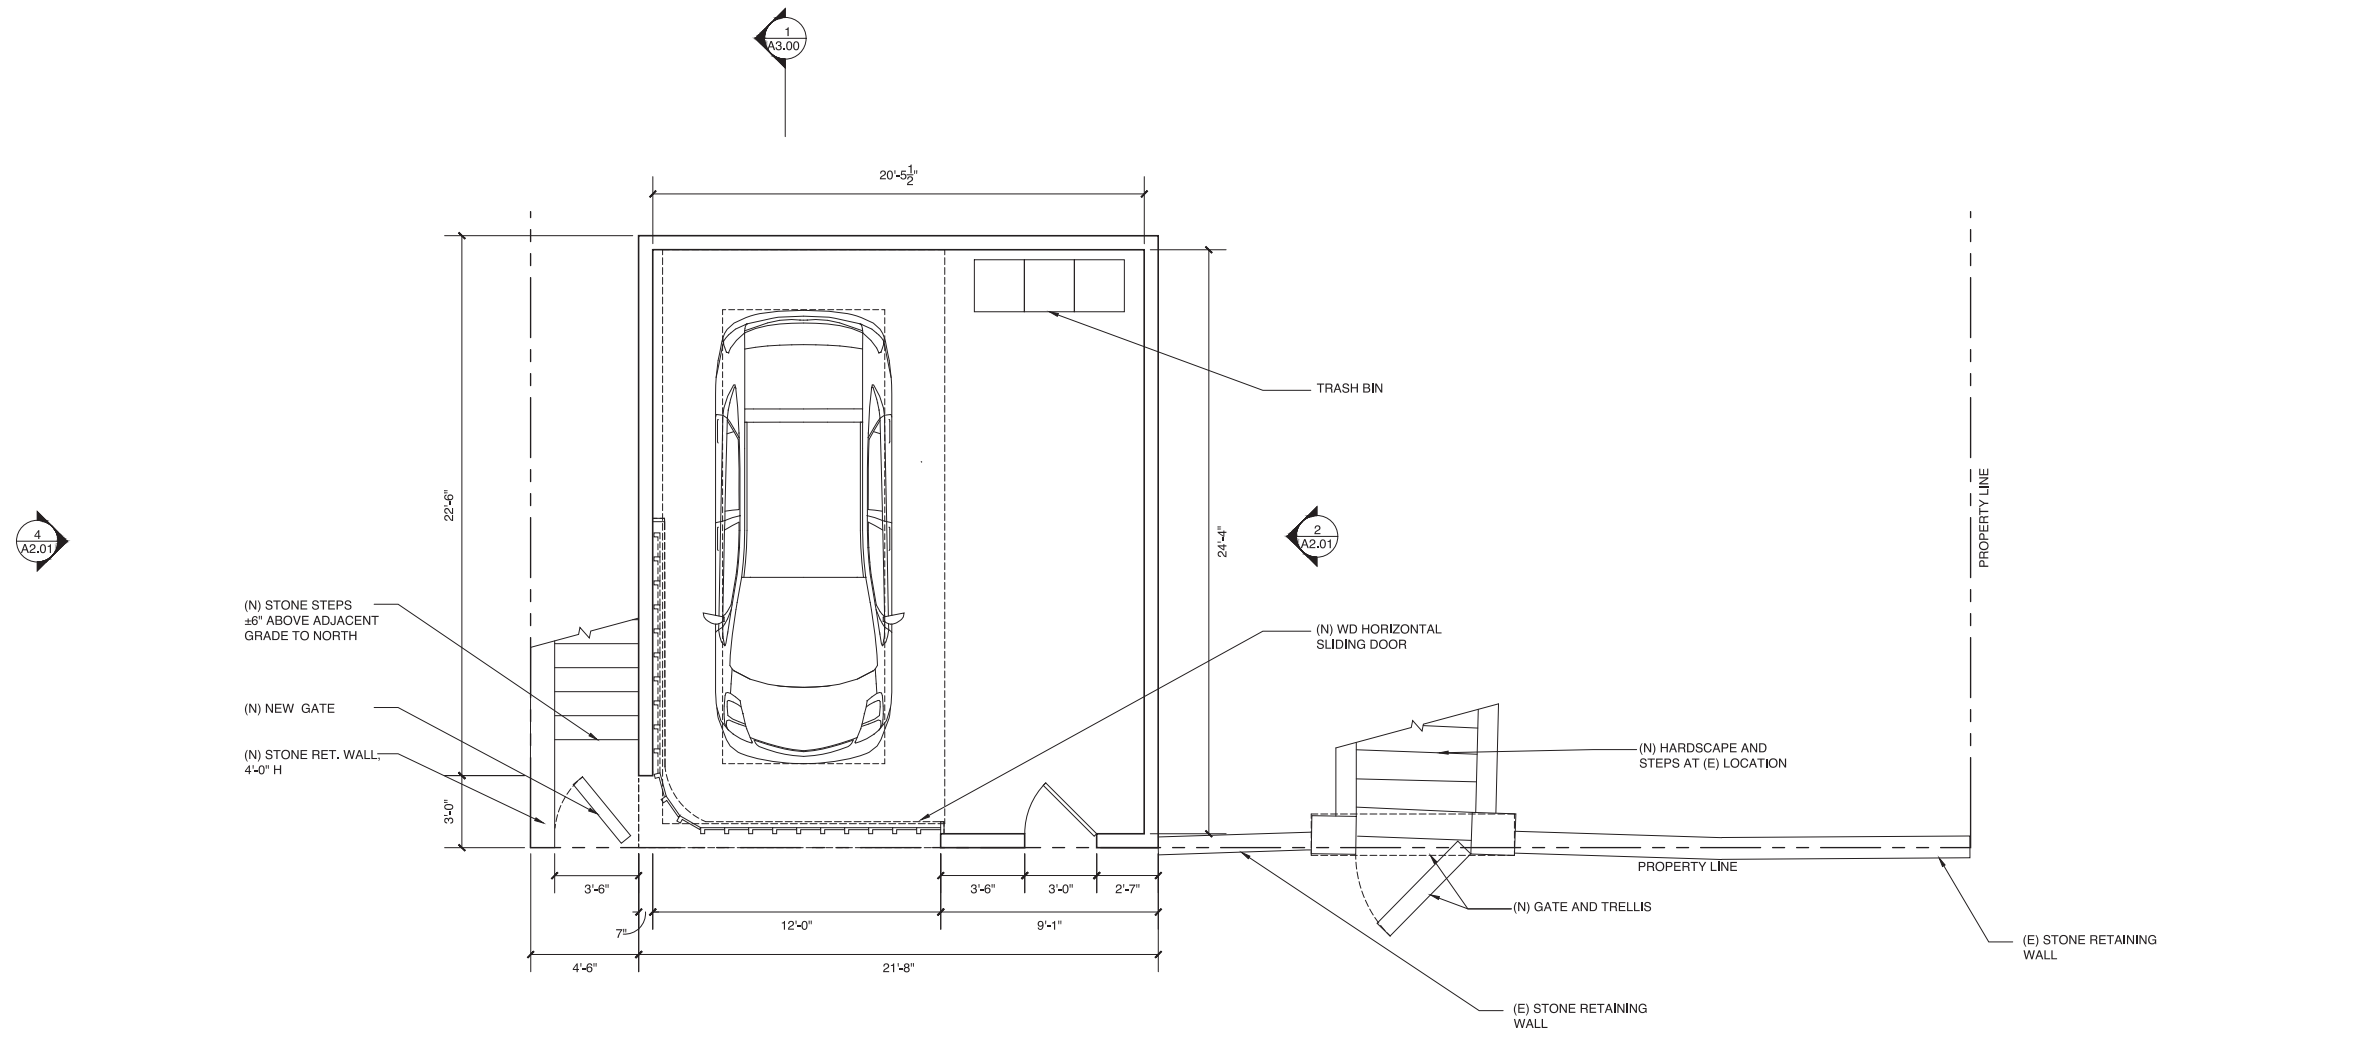 1
A3.00
20'-5 1/2"
TRASH BIN
22'-6"
24'-4"
PROPERTY LINE
4
A2.01
2
A2.01
(N) STONE STEPS
±6" ABOVE ADJACENT
GRADE TO NORTH
(N) WD HORIZONTAL
SLIDING DOOR
(N) NEW GATE
(N) STONE RET. WALL,
4'-0" H
(N) HARDSCAPE AND
STEPS AT (E) LOCATION
3'-0"
PROPERTY LINE
3'-6"
3'-6"
3'-0"
2'-7"
(N) GATE AND TRELLIS
7"
12'-0"
9'-1"
(E) STONE RETAINING
WALL
4'-6"
21'-8"
(E) STONE RETAINING
WALL